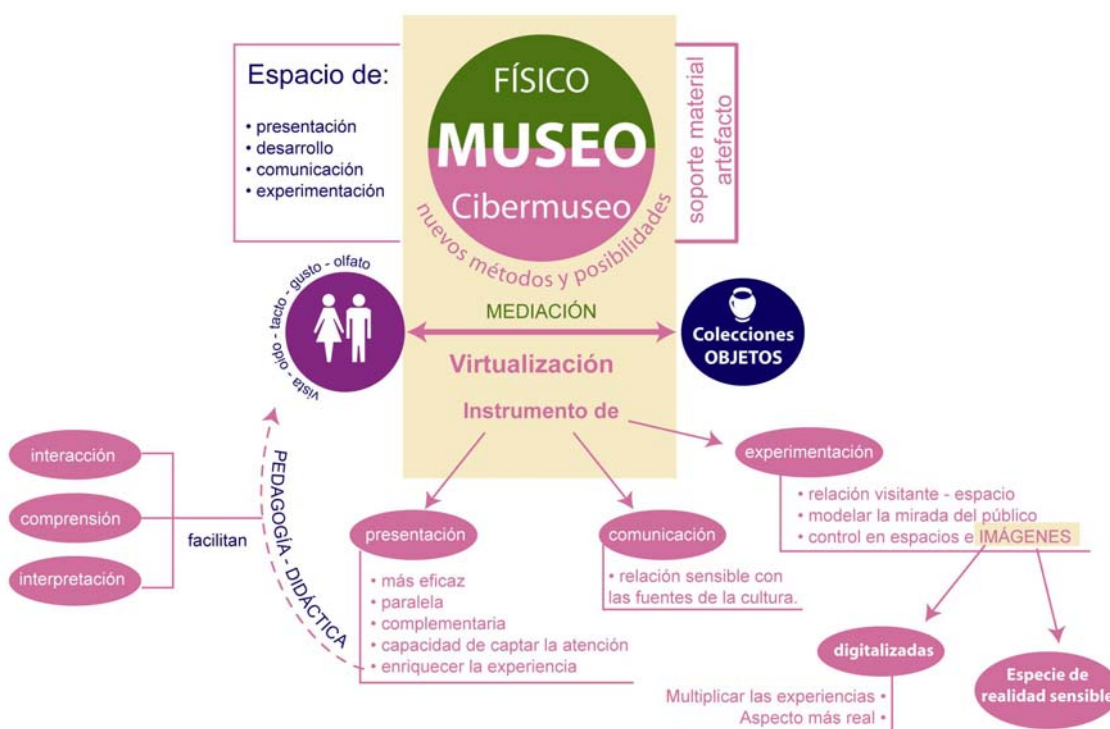 Espacio de:
• presentación
• desarrollo
• comunicación
• experimentación
FÍSICO
MUSEO
Cibermuseo
nuevos métodos y posibilidades
soporte material
artefacto
vista - oido - tacto - gusto - olfato
MEDIACIÓN
Colecciones
OBJETOS
Virtualización
Instrumento de
interacción
comprensión
interpretación
facilitan
PEDAGOGÍA - DIDÁCTICA
presentación
• más eficaz
• paralela
• complementaria
• capacidad de captar la atención
• enriquecer la experiencia
comunicación
• relación sensible con
las fuentes de la cultura.
experimentación
• relación visitante - espacio
• modelar la mirada del público
• control en espacios e IMÁGENES
digitalizadas
Multiplicar las experiencias •
Aspecto más real •
Especie de
realidad sensible